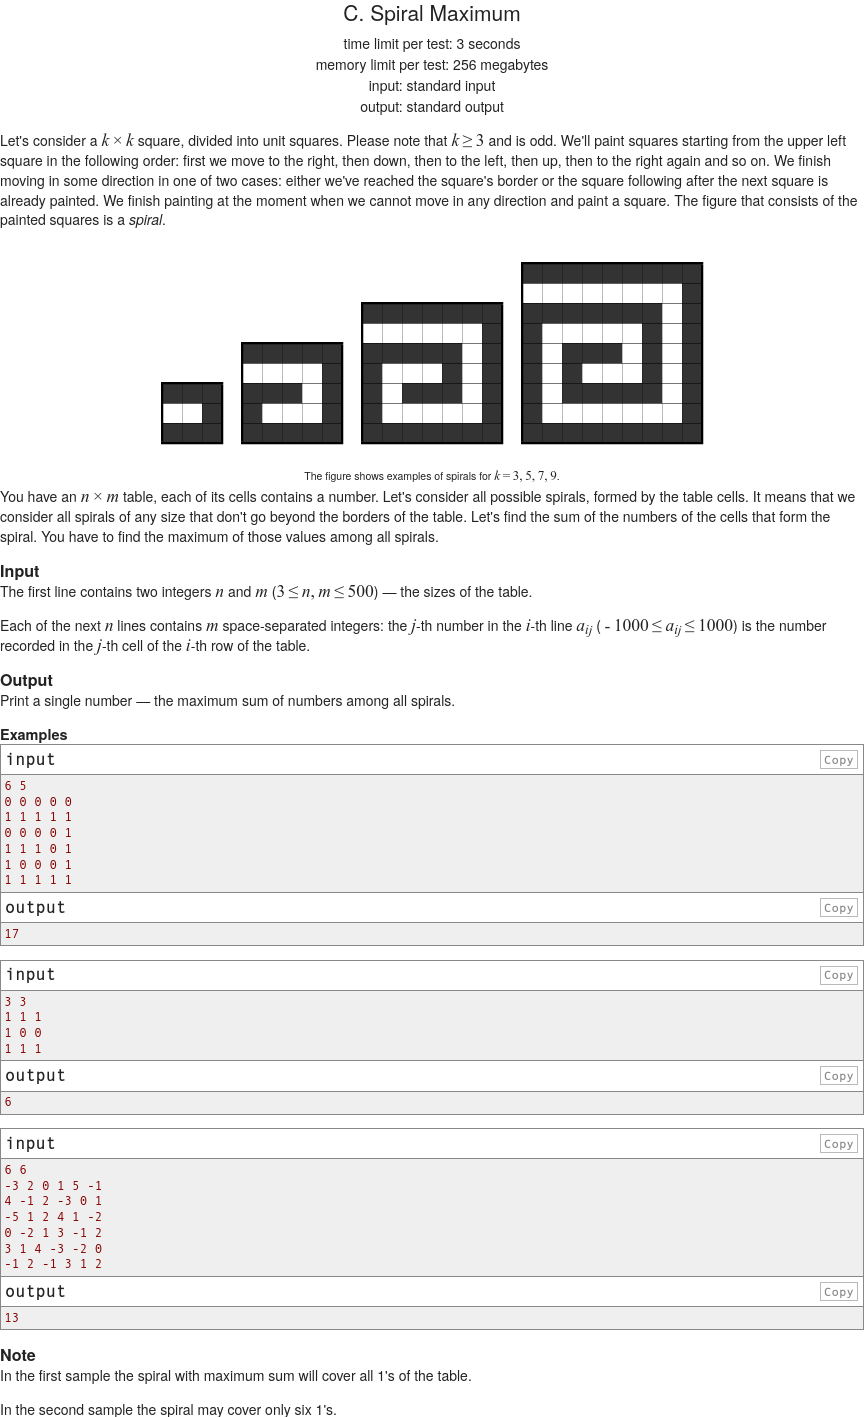 C. Spiral Maximum
time limit per test: 3 seconds
memory limit per test: 256 megabytes
input: standard input
output: standard output
Let's consider a k × k square, divided into unit squares. Please note that k ≥ 3 and is odd. We'll paint squares starting from the upper left
square in the following order: first we move to the right, then down, then to the left, then up, then to the right again and so on. We finish
moving in some direction in one of two cases: either we've reached the square's border or the square following after the next square is
already painted. We finish painting at the moment when we cannot move in any direction and paint a square. The figure that consists of the
painted squares is a spiral.
The figure shows examples of spirals for k = 3, 5, 7, 9.
You have an n × m table, each of its cells contains a number. Let's consider all possible spirals, formed by the table cells. It means that we
consider all spirals of any size that don't go beyond the borders of the table. Let's find the sum of the numbers of the cells that form the
spiral. You have to find the maximum of those values among all spirals.
Input
The first line contains two integers n and m (3 ≤ n, m ≤ 500) — the sizes of the table.
Each of the next n lines contains m space-separated integers: the j-th number in the i-th line aij ( - 1000 ≤ aij ≤ 1000) is the number
recorded in the j-th cell of the i-th row of the table.
Output
Print a single number — the maximum sum of numbers among all spirals.
Examples
input Copy
6 5
0 0 0 0 0
1 1 1 1 1
0 0 0 0 1
1 1 1 0 1
1 0 0 0 1
1 1 1 1 1
output Copy
17
input Copy
3 3
1 1 1
1 0 0
1 1 1
output Copy
6
input Copy
6 6
-3 2 0 1 5 -1
4 -1 2 -3 0 1
-5 1 2 4 1 -2
0 -2 1 3 -1 2
3 1 4 -3 -2 0
-1 2 -1 3 1 2
output Copy
13
Note
In the first sample the spiral with maximum sum will cover all 1's of the table.
In the second sample the spiral may cover only six 1's.